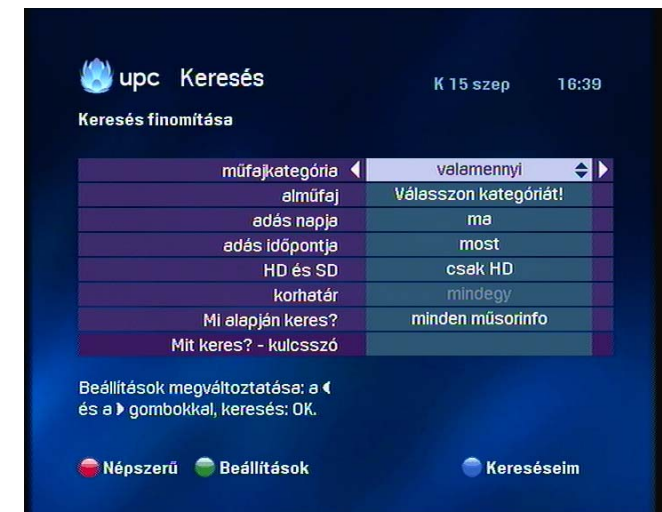 upc Keresés K 15 szep 16:39
Keresés finomítása
műfajkategória valamennyi
alműfaj Válasszon kategóriát!
adás napja ma
adás időpontja most
HD és SD csak HD
korhatár mindegy
Mi alapján keres? minden műsorinfo
Mit keres? - kulcsszó
Beállítások megváltoztatása: a
és a gombokkal, keresés: OK.
Népszerű Beállítások Kereséseim